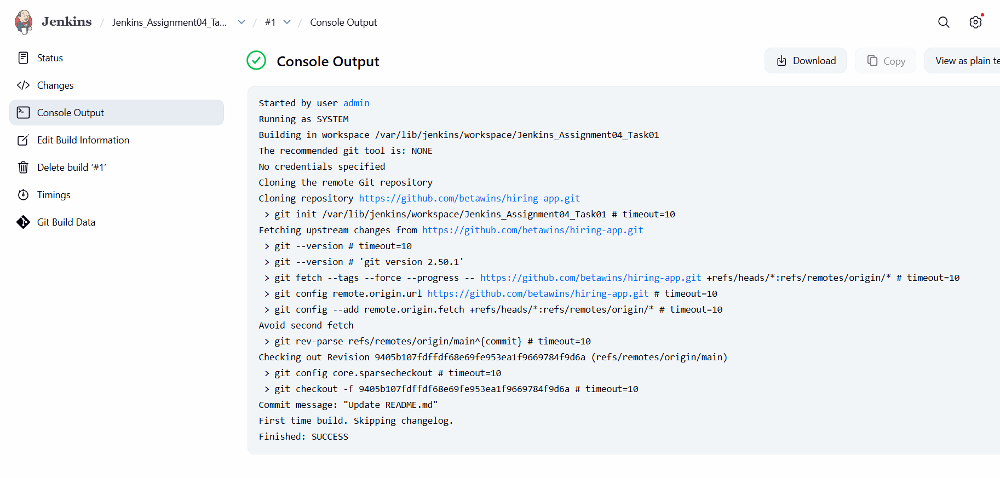 Jenkins / Jenkins_Assignment04_Ta... / #1 / Console Output
Status
Changes
Console Output
Edit Build Information
Delete build ‘#1’
Timings
Git Build Data
Console Output
Download
Copy
View as plain te
Started by user admin
Running as SYSTEM
Building in workspace /var/lib/jenkins/workspace/Jenkins_Assignment04_Task01
The recommended git tool is: NONE
No credentials specified
Cloning the remote Git repository
Cloning repository https://github.com/betawins/hiring-app.git
 > git init /var/lib/jenkins/workspace/Jenkins_Assignment04_Task01 # timeout=10
Fetching upstream changes from https://github.com/betawins/hiring-app.git
 > git --version # timeout=10
 > git --version # 'git version 2.50.1'
 > git fetch --tags --force --progress -- https://github.com/betawins/hiring-app.git +refs/heads/*:refs/remotes/origin/* # timeout=10
 > git config remote.origin.url https://github.com/betawins/hiring-app.git # timeout=10
 > git config --add remote.origin.fetch +refs/heads/*:refs/remotes/origin/* # timeout=10
Avoid second fetch
 > git rev-parse refs/remotes/origin/main^{commit} # timeout=10
Checking out Revision 9405b107fdffdf68e69fe953ea1f9669784f9d6a (refs/remotes/origin/main)
 > git config core.sparsecheckout # timeout=10
 > git checkout -f 9405b107fdffdf68e69fe953ea1f9669784f9d6a # timeout=10
Commit message: "Update README.md"
First time build. Skipping changelog.
Finished: SUCCESS